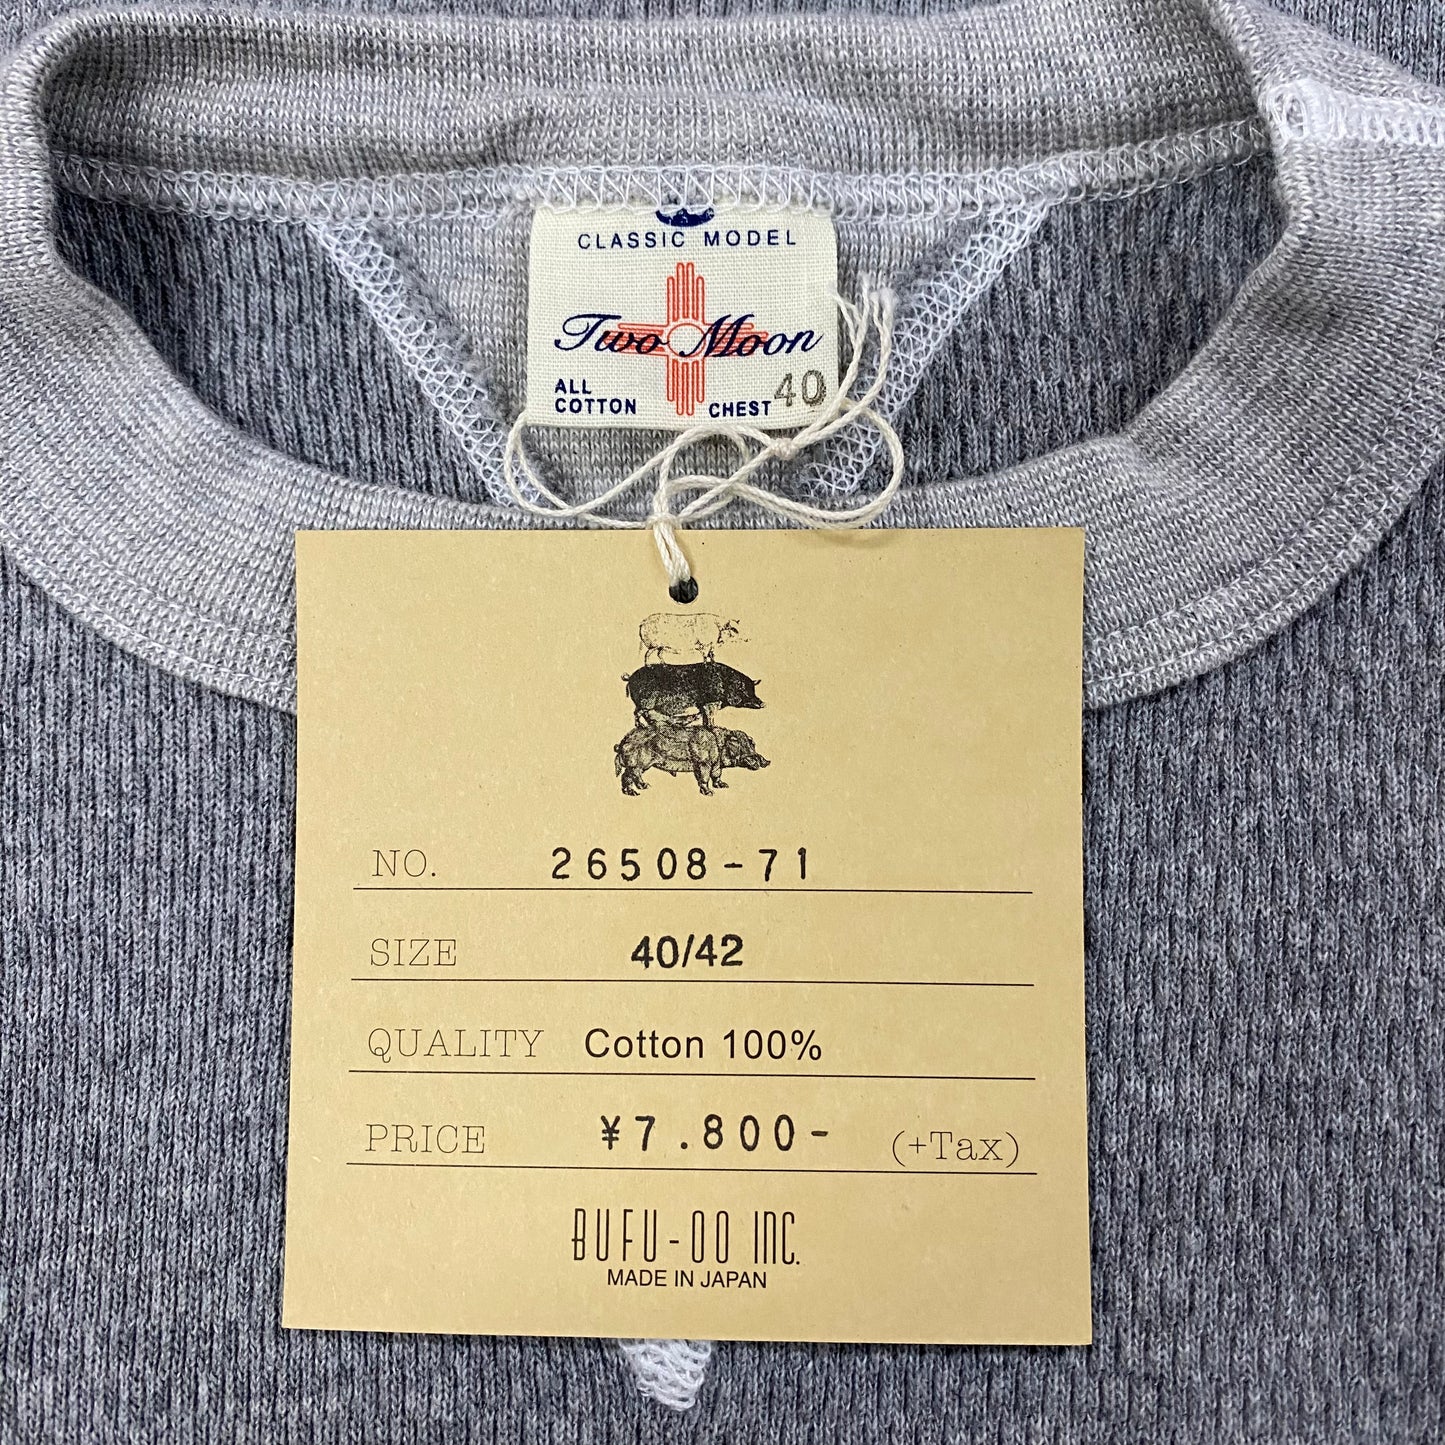 CLASSIC MODEL
Two Moon
ALL
COTTON
CHEST 40
NO. 26508-71
SIZE 40/42
QUALITY Cotton 100%
PRICE ¥7.800- (+Tax)
BUFU-OO INC.
MADE IN JAPAN